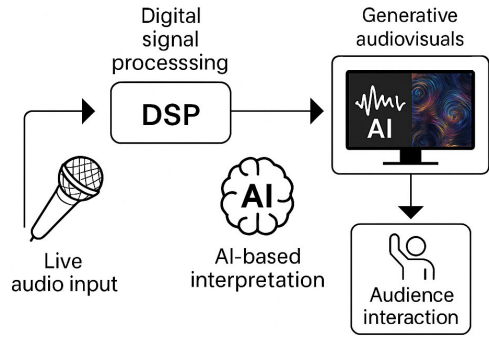 Digital
signal
processsing
DSP
Generative
audiovisuals
AI
Live
audio input
AI
AI-based
interpretation
Audience
interaction